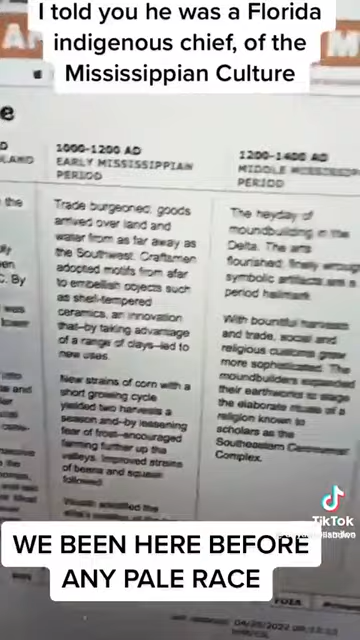 I told you he was a Florida
indigenous chief, of the
Mississippian Culture
1000-1200 AD
EARLY MISSISSIPPIAN
PERIOD
Trade burgeoned; goods
arrived over land and
water from as far away as
the Southwest. Craftsmen
adopted motifs from afar
to embellish objects such
as shell-tempered
ceramics, an innovation
that—by taking advantage
of a range of clays—led to
new uses.
New strains of corn with a
short growing cycle
yielded two harvests a
season and—by lessening
fear of frost—encouraged
farming further up the
valleys. Improved strains
of beans and squash
followed.
1200-1400 AD
MIDDLE
PERIOD
The heyday of
moundbuilding in the
Delta. The arts
flourished; finely
symbolic artifacts are a
period hallmark.
With bountiful harvests
and trade, social and
religious customs grew
more sophisticated. The
moundbuilders expanded
their earthworks to stage
the elaborate rituals of a
religion known to
scholars as the
Southeastern Ceremonial
Complex.
TikTok
WE BEEN HERE BEFORE
ANY PALE RACE